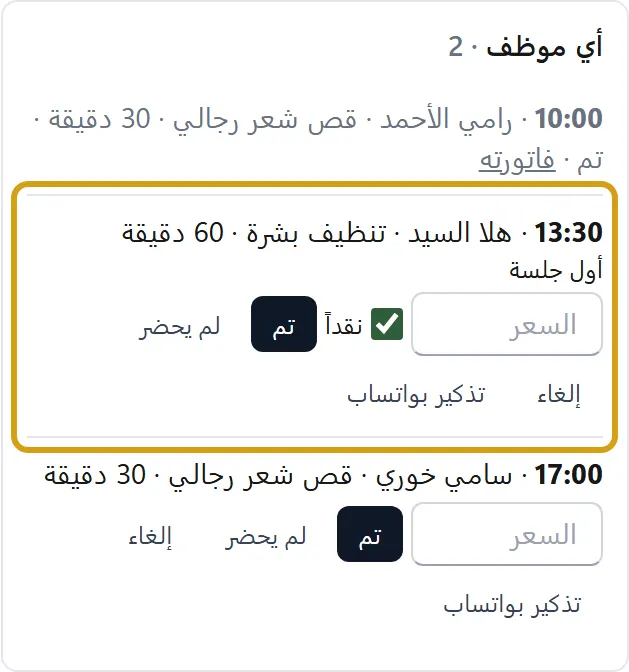 أي موظف · 2
10:00 · رامي الأحمد · قص شعر رجالي · 30 دقيقة ·
تم · فاتورته
13:30 · هلا السيد · تنظيف بشرة · 60 دقيقة
أول جلسة
السعر نقداً تم لم يحضر
إلغاء تذكير بواتساب
17:00 · سامي خوري · قص شعر رجالي · 30 دقيقة
السعر تم لم يحضر إلغاء
تذكير بواتساب